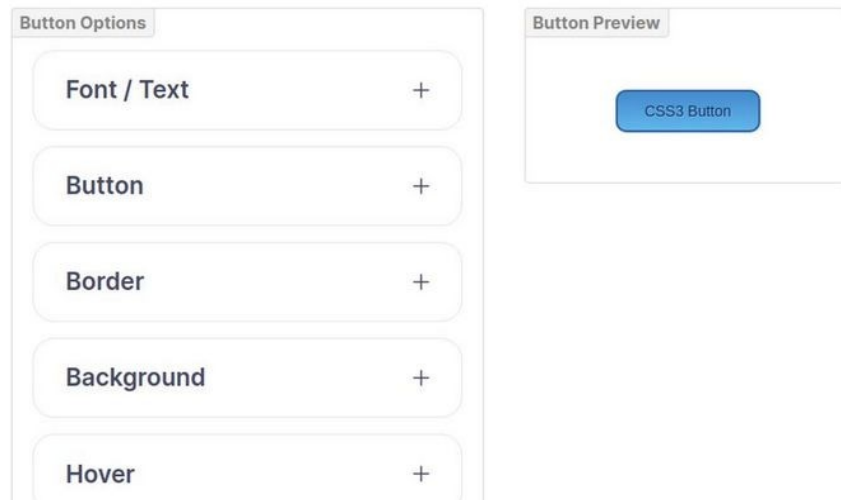 Button Options
Font / Text
Button
Border
Background
Hover
Button Preview
CSS3 Button